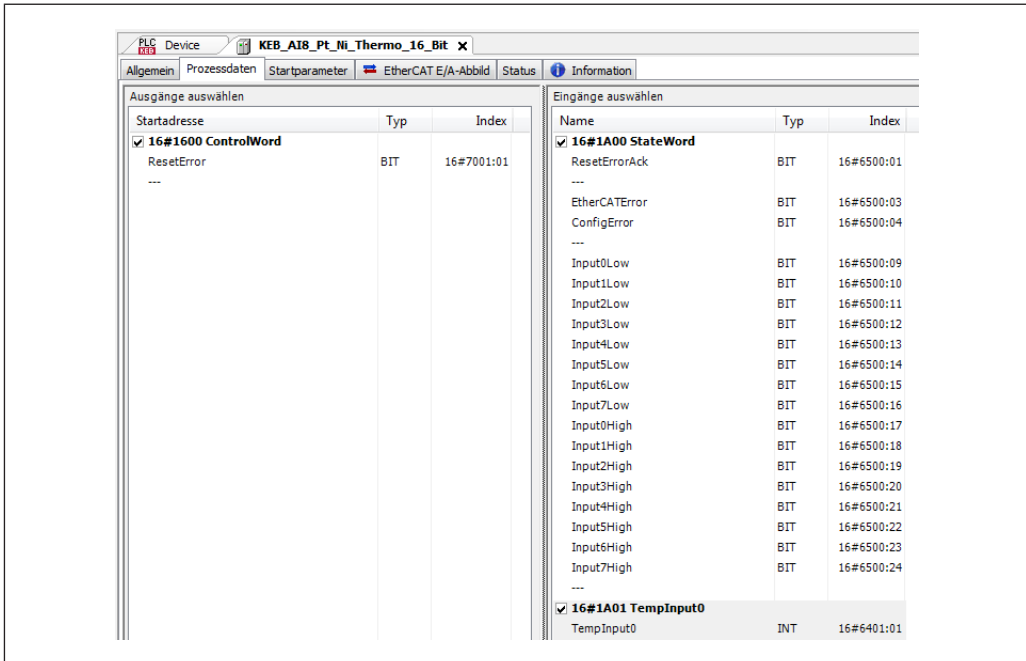 PLC KEB Device KEB_AI8_Pt_Ni_Thermo_16_Bit X
Allgemein Prozessdaten Startparameter EtherCAT E/A-Abbild Status Information
Ausgänge auswählen
Startadresse Typ Index
16#1600 ControlWord
ResetError BIT 16#7001:01
---
Eingänge auswählen
Name Typ Index
16#1A00 StateWord
ResetErrorAck BIT 16#6500:01
---
EtherCATError BIT 16#6500:03
ConfigError BIT 16#6500:04
---
Input0Low BIT 16#6500:09
Input1Low BIT 16#6500:10
Input2Low BIT 16#6500:11
Input3Low BIT 16#6500:12
Input4Low BIT 16#6500:13
Input5Low BIT 16#6500:14
Input6Low BIT 16#6500:15
Input7Low BIT 16#6500:16
Input0High BIT 16#6500:17
Input1High BIT 16#6500:18
Input2High BIT 16#6500:19
Input3High BIT 16#6500:20
Input4High BIT 16#6500:21
Input5High BIT 16#6500:22
Input6High BIT 16#6500:23
Input7High BIT 16#6500:24
---
16#1A01 TempInput0
TempInput0 INT 16#6401:01